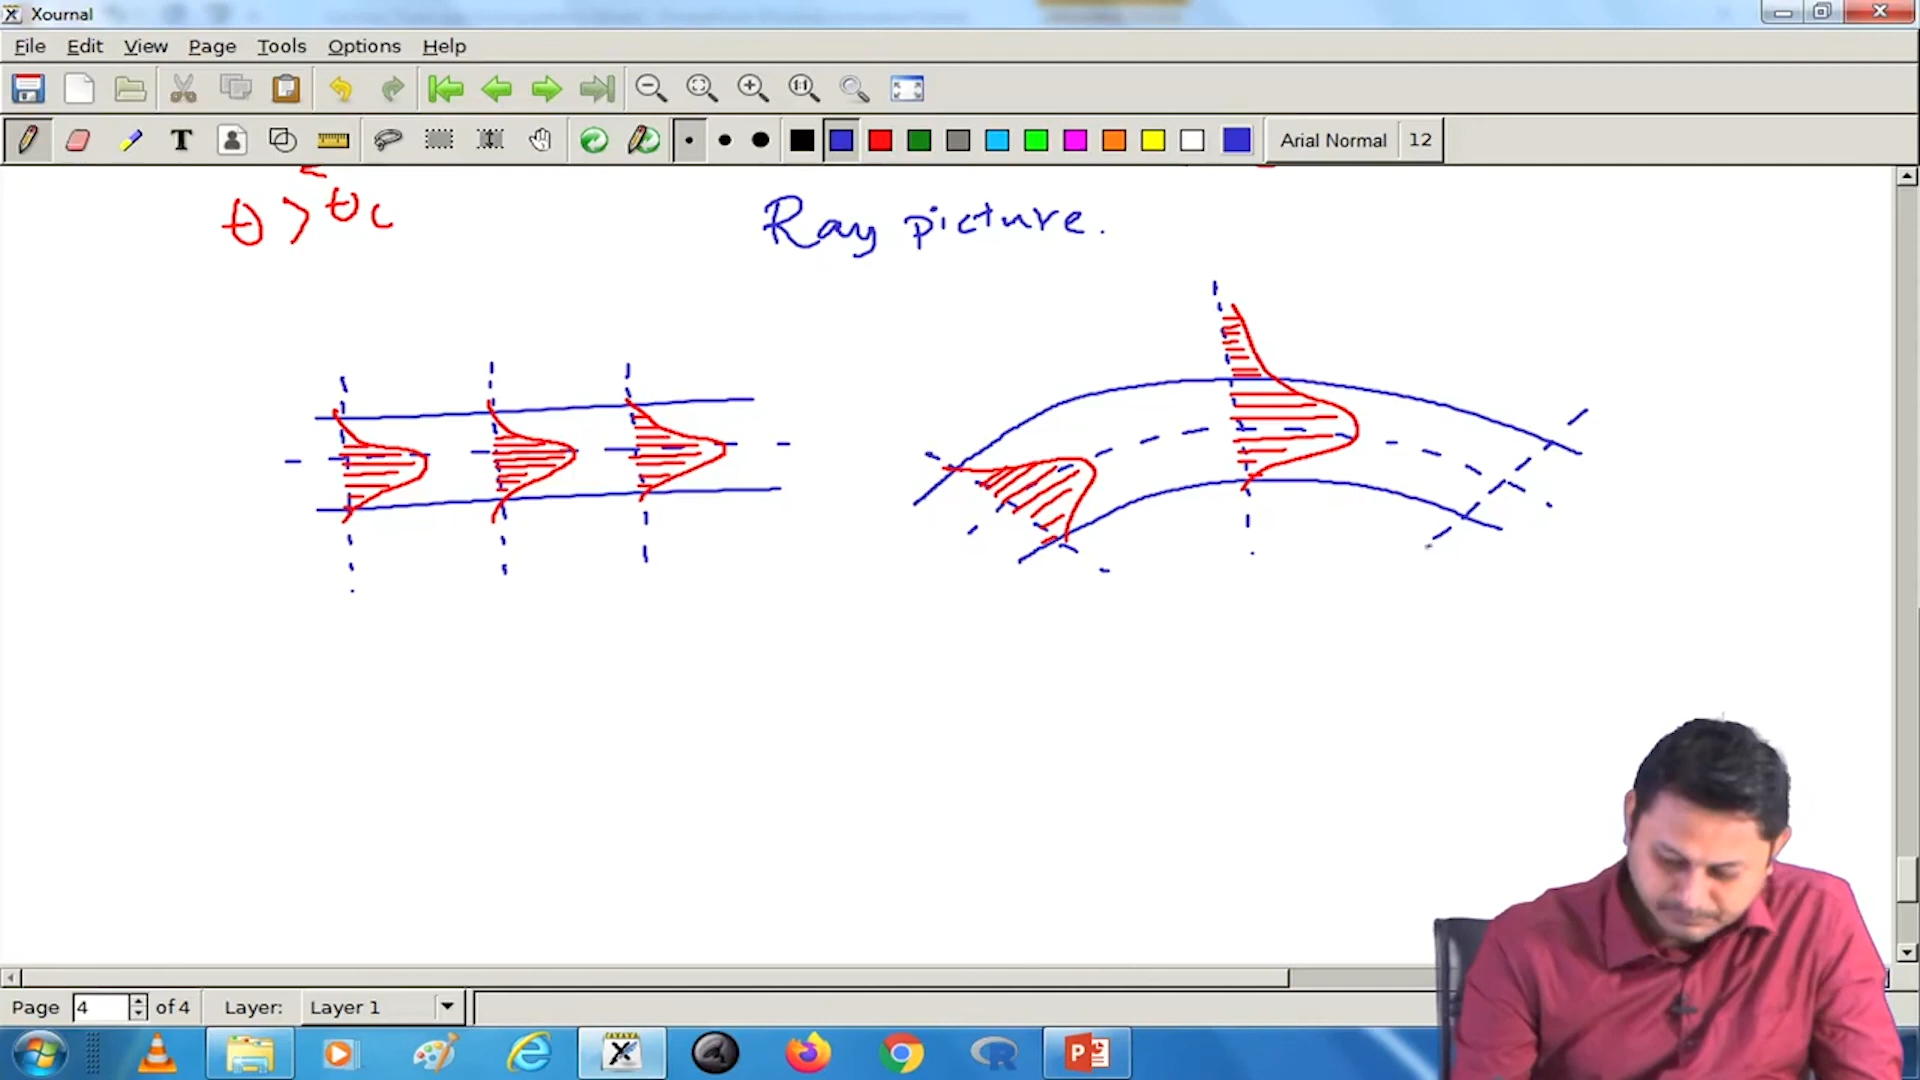 Xournal
File Edit View Page Tools Options Help
Arial Normal 12
θ > θc
Ray picture.
Page 4 of 4 Layer: Layer 1